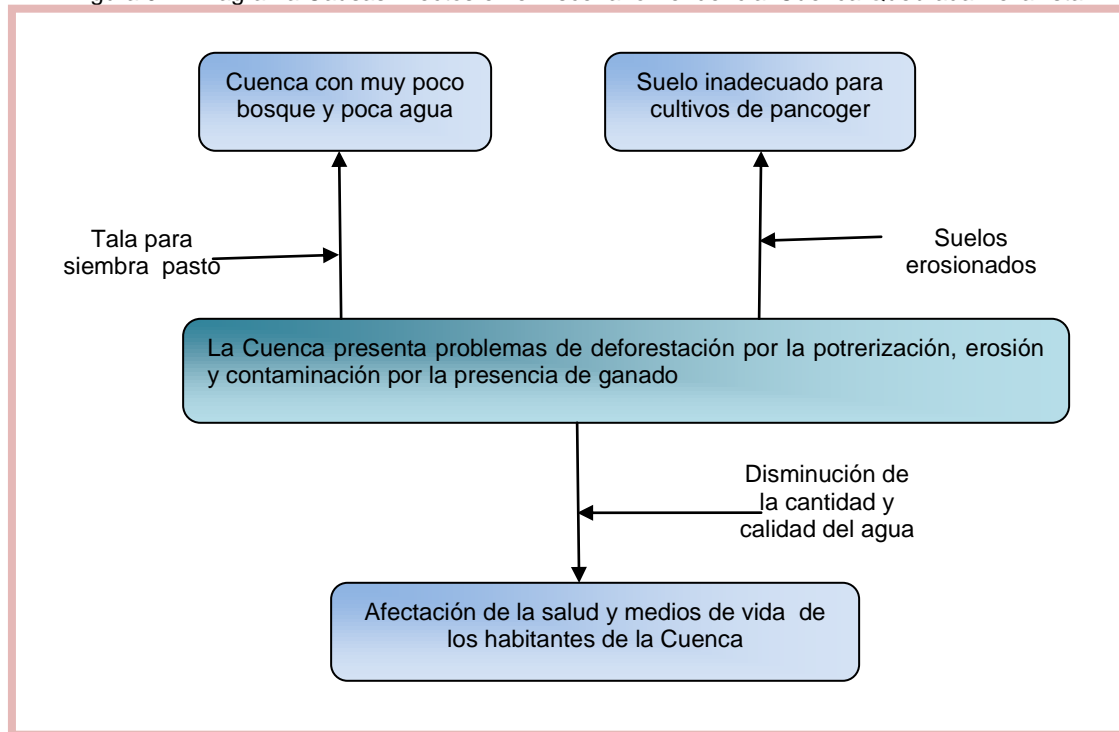 Cuenca con muy poco
bosque y poca agua
Suelo inadecuado para
cultivos de pancoger
Tala para
siembra pasto
Suelos
erosionados
La Cuenca presenta problemas de deforestación por la potrerización, erosión
y contaminación por la presencia de ganado
Disminución de
la cantidad y
calidad del agua
Afectación de la salud y medios de vida de
los habitantes de la Cuenca